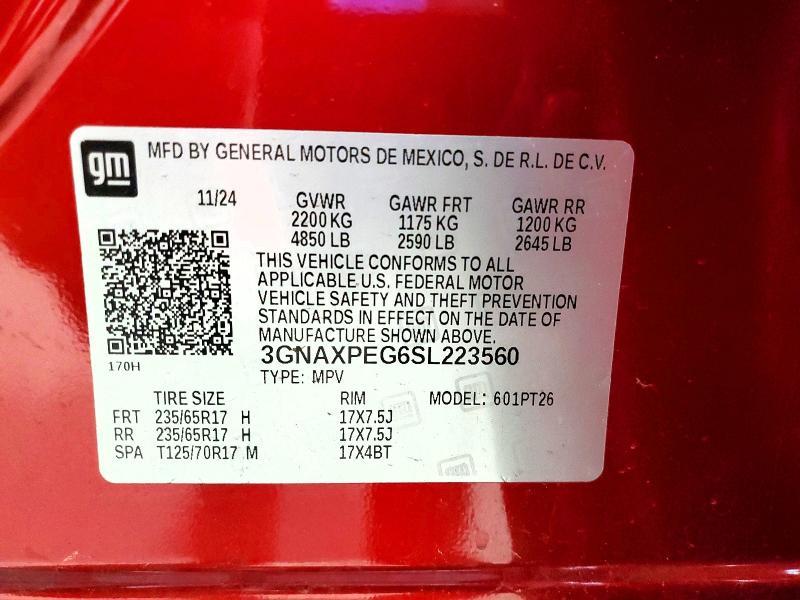 gm
MFD BY GENERAL MOTORS DE MEXICO, S. DE R.L. DE C.V.
11/24 GVWR GAWR FRT GAWR RR
2200 KG 1175 KG 1200 KG
4850 LB 2590 LB 2645 LB
THIS VEHICLE CONFORMS TO ALL
APPLICABLE U.S. FEDERAL MOTOR
VEHICLE SAFETY AND THEFT PREVENTION
STANDARDS IN EFFECT ON THE DATE OF
MANUFACTURE SHOWN ABOVE.
3GNAXPEG6SL223560
170H
TYPE: MPV
TIRE SIZE RIM MODEL: 601PT26
FRT 235/65R17 H 17X7.5J
RR 235/65R17 H 17X7.5J
SPA T125/70R17 M 17X4BT